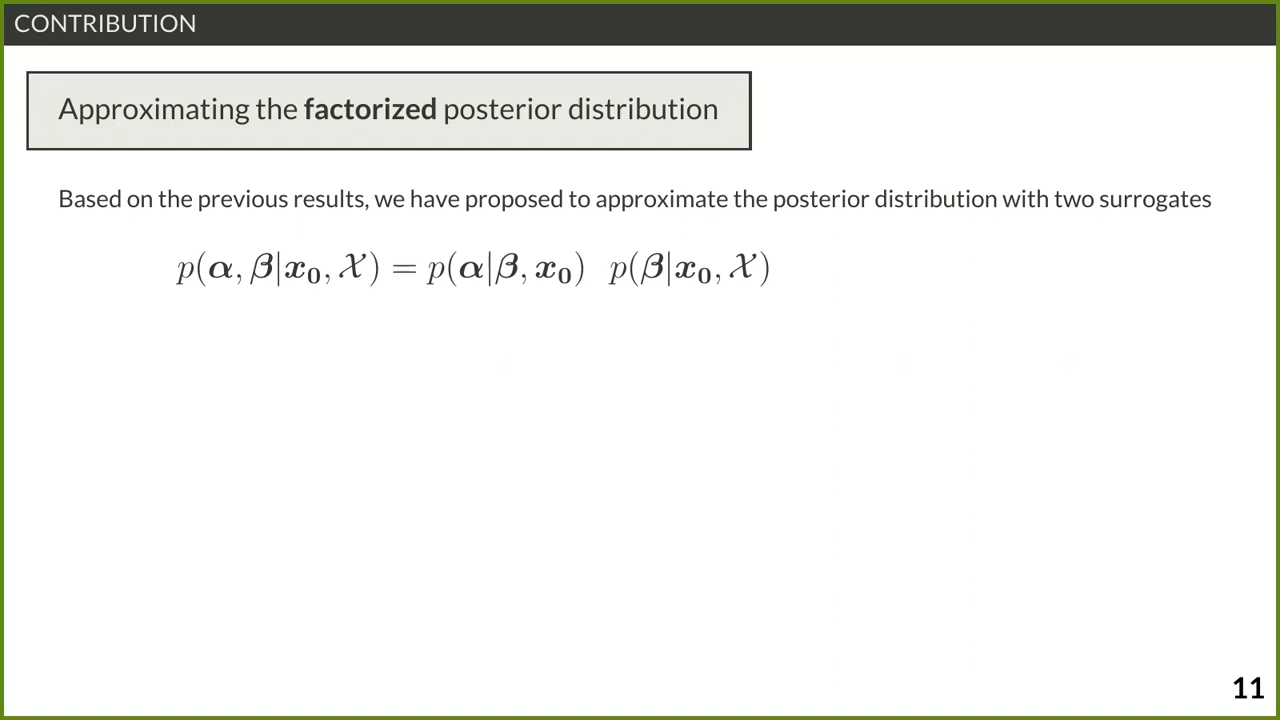 CONTRIBUTION
Approximating the factorized posterior distribution
Based on the previous results, we have proposed to approximate the posterior distribution with two surrogates
p(α, β|x₀, 𝒳) = p(α|β, x₀) p(β|x₀, 𝒳)
11